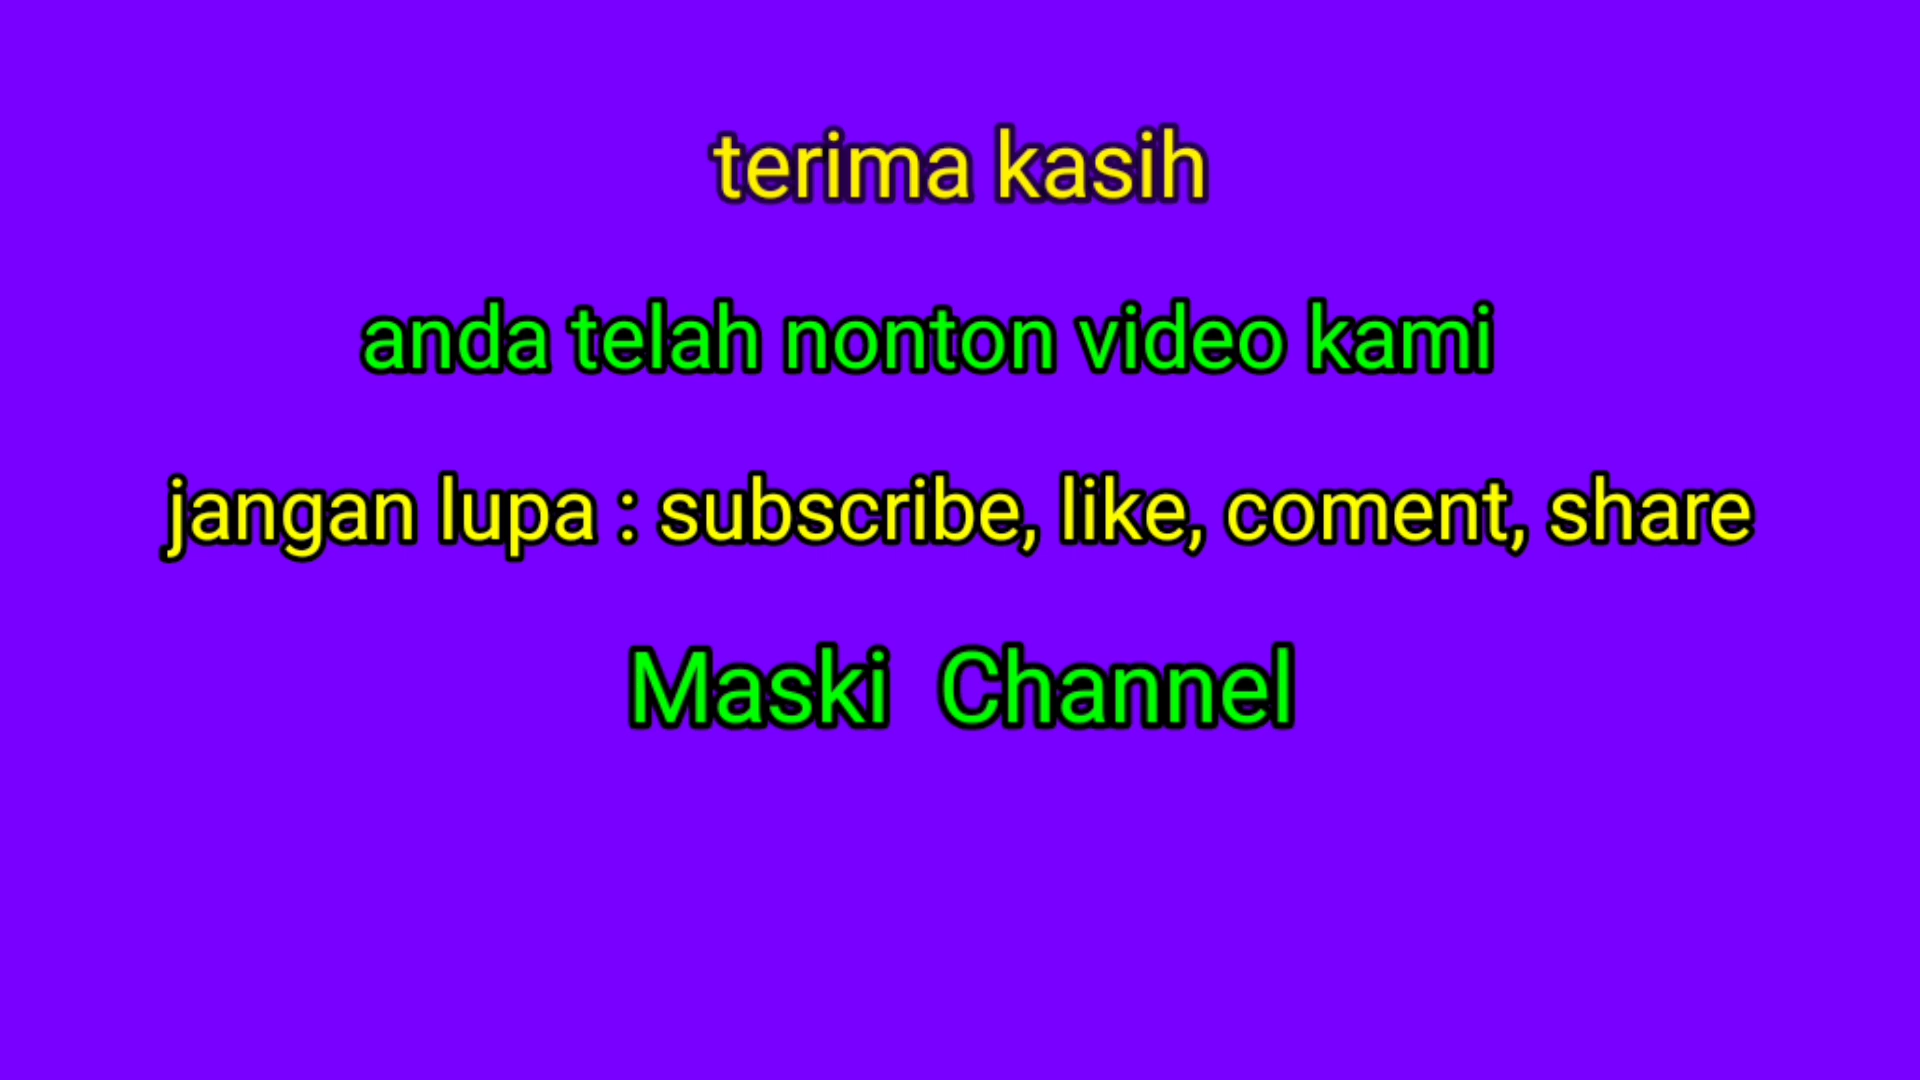 terima kasih
anda telah nonton video kami
jangan lupa : subscribe, like, coment, share
Maski  Channel